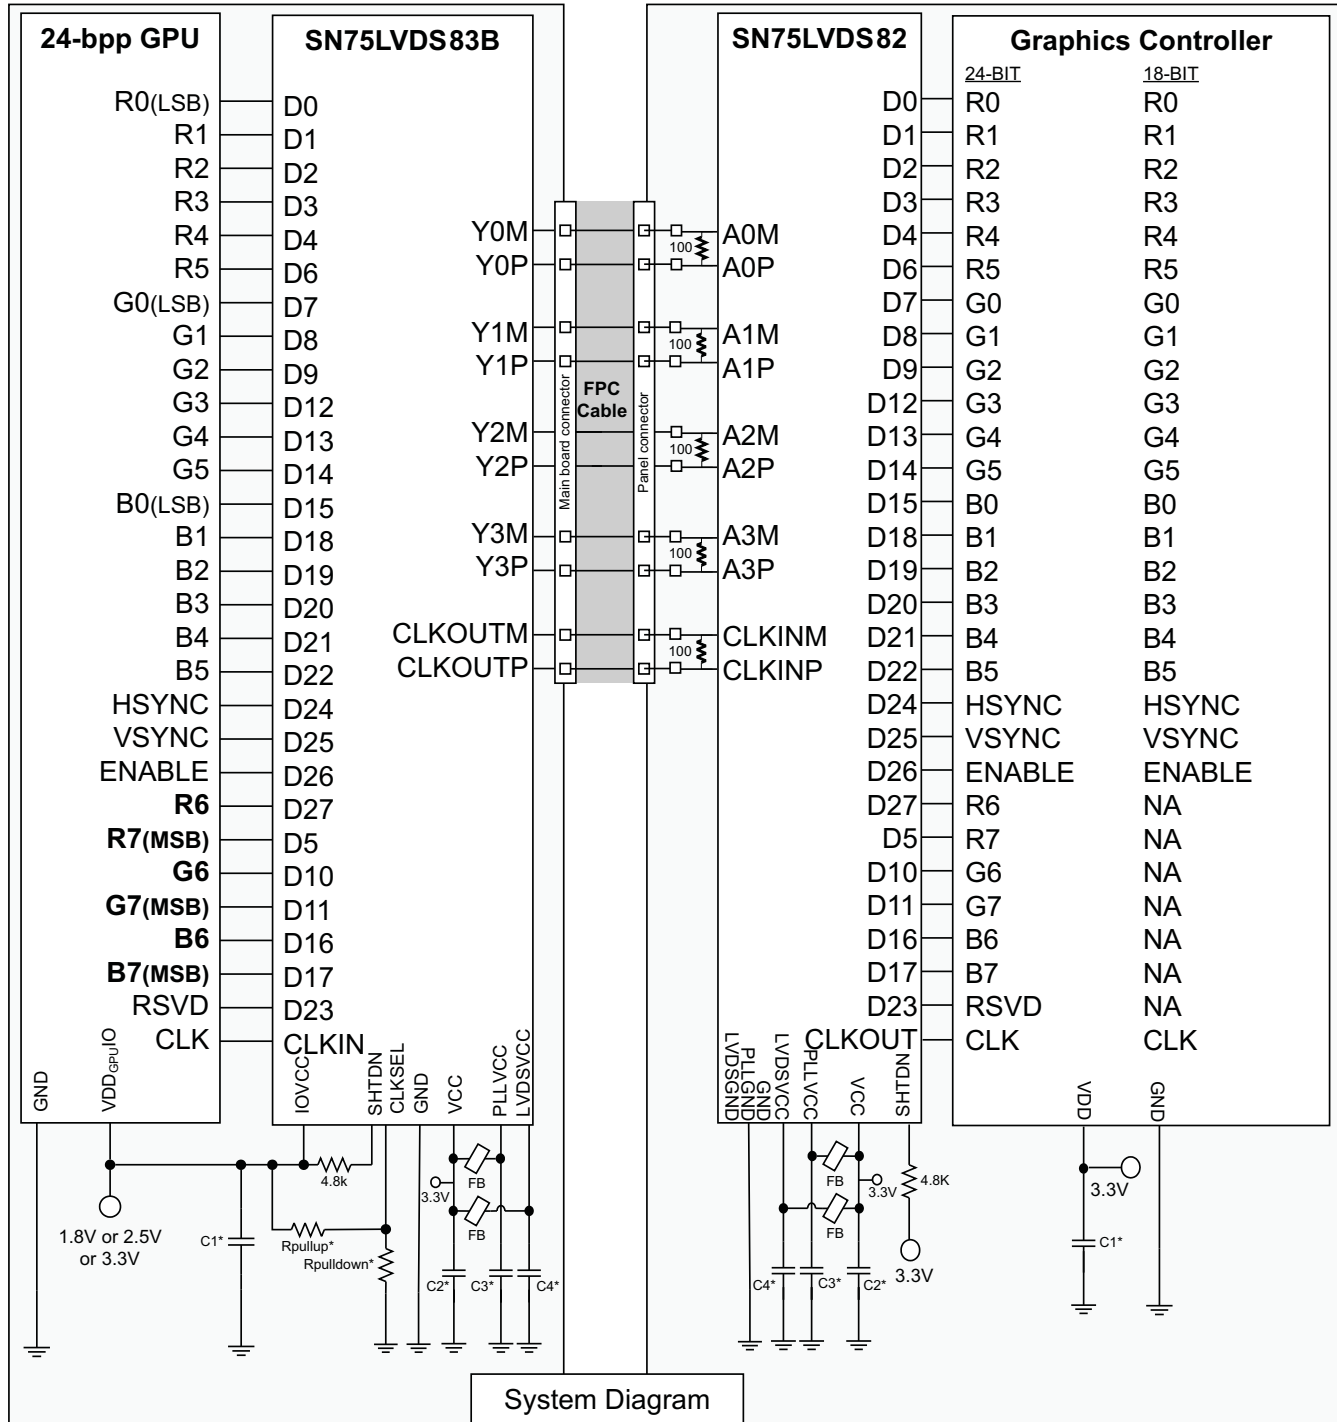 24-bpp GPU
R0(LSB)
R1
R2
R3
R4
R5
G0(LSB)
G1
G2
G3
G4
G5
B0(LSB)
B1
B2
B3
B4
B5
HSYNC
VSYNC
ENABLE
R6
R7(MSB)
G6
G7(MSB)
B6
B7(MSB)
RSVD
CLK
GND
VDDGPUIO
SN75LVDS83B
D0
D1
D2
D3
D4
D6
D7
D8
D9
D12
D13
D14
D15
D18
D19
D20
D21
D22
D24
D25
D26
D27
D5
D10
D11
D16
D17
D23
CLKIN
Y0M
Y0P
Y1M
Y1P
Y2M
Y2P
Y3M
Y3P
CLKOUTM
CLKOUTP
IOVCC
SHTDN
CLKSEL
GND
VCC
PLLVCC
LVDSVCC
Main board connector
FPC
Cable
Panel connector
100
100
100
100
100
SN75LVDS82
A0M
A0P
A1M
A1P
A2M
A2P
A3M
A3P
CLKINM
CLKINP
D0
D1
D2
D3
D4
D6
D7
D8
D9
D12
D13
D14
D15
D18
D19
D20
D21
D22
D24
D25
D26
D27
D5
D10
D11
D16
D17
D23
CLKOUT
LVDSGND
PLLGND
GND
LVDSVCC
PLLVCC
VCC
SHTDN
Graphics Controller
24-BIT
R0
R1
R2
R3
R4
R5
G0
G1
G2
G3
G4
G5
B0
B1
B2
B3
B4
B5
HSYNC
VSYNC
ENABLE
R6
R7
G6
G7
B6
B7
RSVD
CLK
18-BIT
R0
R1
R2
R3
R4
R5
G0
G1
G2
G3
G4
G5
B0
B1
B2
B3
B4
B5
HSYNC
VSYNC
ENABLE
NA
NA
NA
NA
NA
NA
NA
CLK
VDD
GND
1.8V or 2.5V
or 3.3V
C1*
4.8k
Rpullup*
Rpulldown*
3.3V
FB
FB
C2*
C3*
C4*
FB
3.3V
FB
4.8K
3.3V
C4*
C3*
C2*
3.3V
C1*
System Diagram